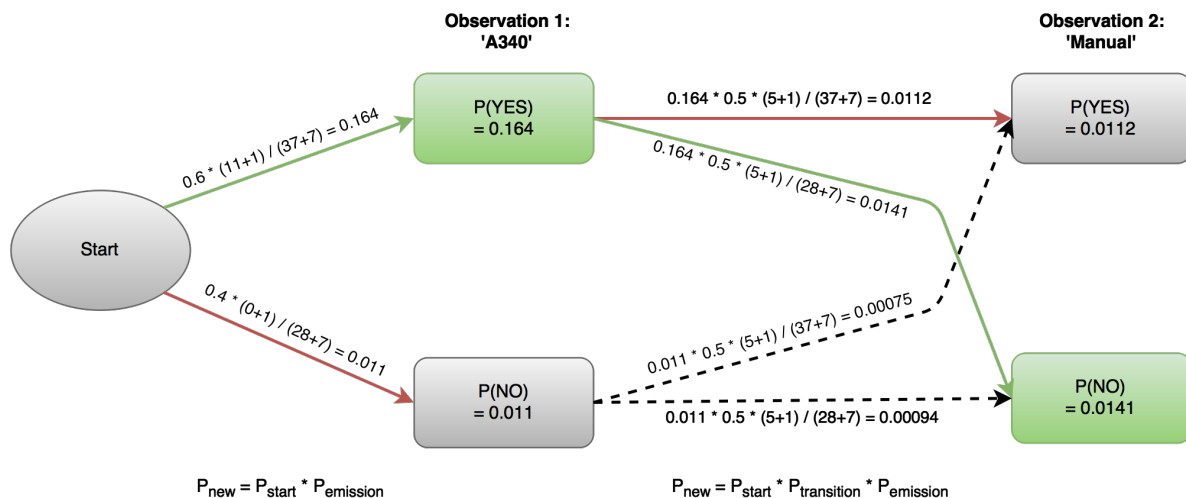 Observation 1:
'A340'
Observation 2:
'Manual'
P(YES)
= 0.164
0.164 * 0.5 * (5+1) / (37+7) = 0.0112
P(YES)
= 0.0112
0.6 * (11+1) / (37+7) = 0.164
0.164 * 0.5 * (5+1) / (28+7) = 0.0141
Start
0.4 * (0+1) / (28+7) = 0.011
0.011 * 0.5 * (5+1) / (37+7) = 0.00075
P(NO)
= 0.011
0.011 * 0.5 * (5+1) / (28+7) = 0.00094
P(NO)
= 0.0141
Pnew = Pstart * Pemission
Pnew = Pstart * Ptransition * Pemission